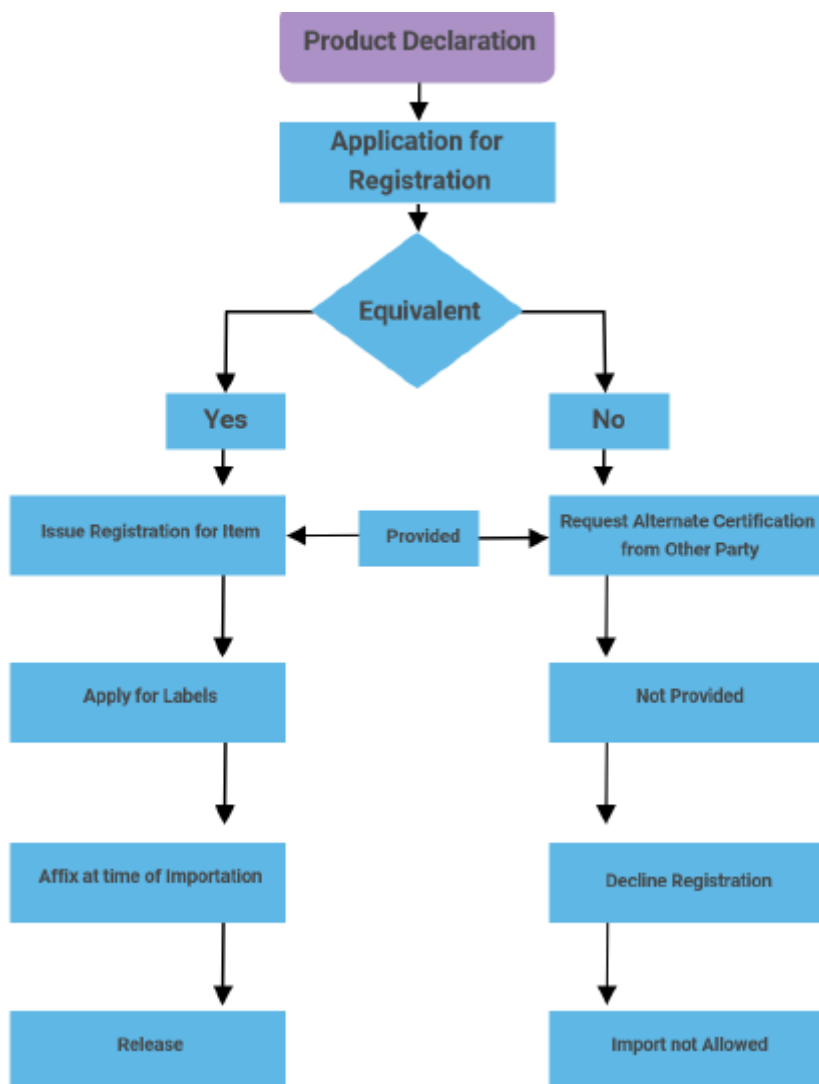 Product Declaration
Application for
Registration
Equivalent
Yes
No
Issue Registration for Item
Provided
Request Alternate Certification
from Other Party
Apply for Labels
Not Provided
Affix at time of Importation
Decline Registration
Release
Import not Allowed